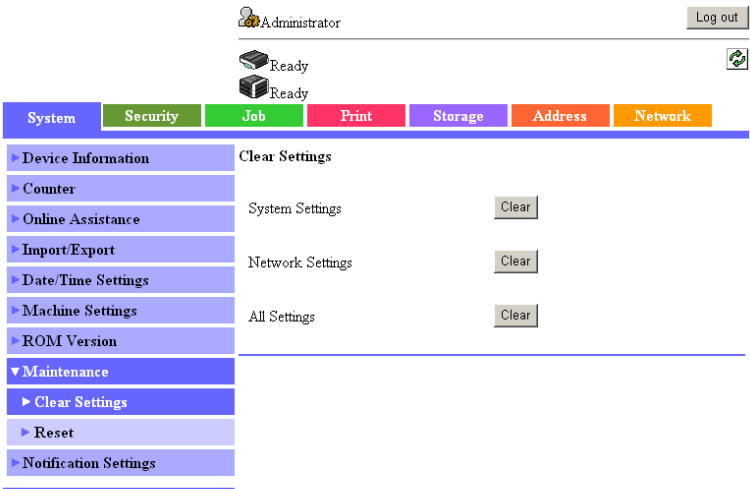 Administrator
Log out
Ready
Ready
System Security Job Print Storage Address Network
Device Information
Counter
Online Assistance
Import/Export
Date/Time Settings
Machine Settings
ROM Version
Maintenance
Clear Settings
Reset
Notification Settings
Clear Settings
System Settings Clear
Network Settings Clear
All Settings Clear